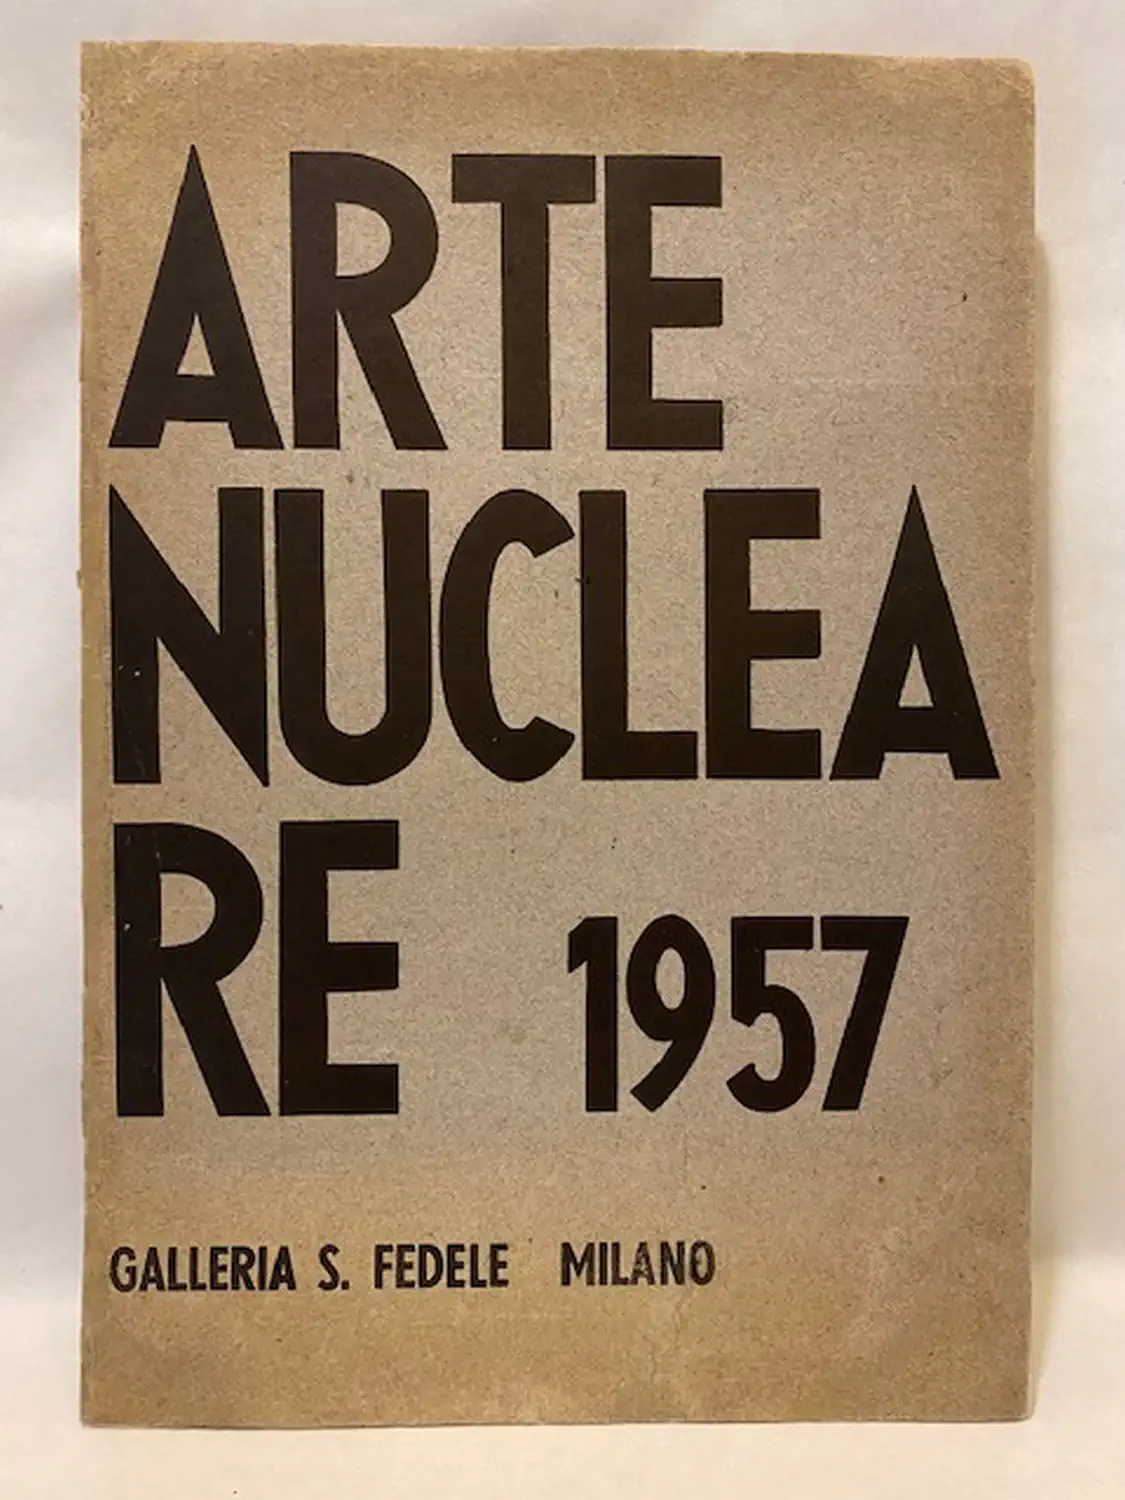 ARTE
NUCLEA
RE 1957
GALLERIA S. FEDELE MILANO